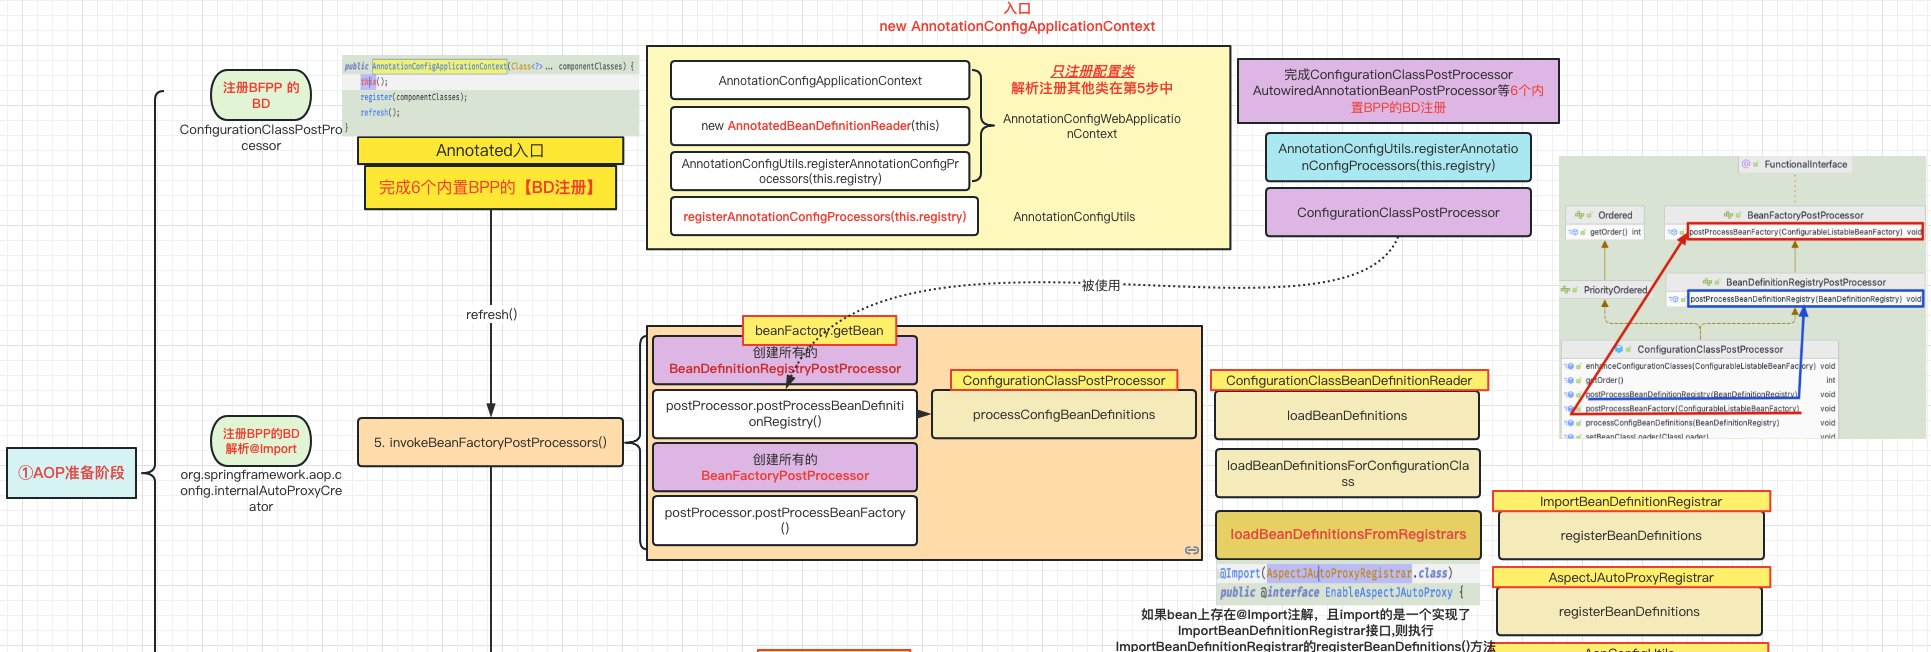 入口
new AnnotationConfigApplicationContext
注册BFPP 的
BD
ConfigurationClassPostPro
cessor
public AnnotationConfigApplicationContext(Class<?>... componentClasses) {
this();
register(componentClasses);
refresh();
}
Annotated入口
完成6个内置BPP的【BD注册】
AnnotationConfigApplicationContext
new AnnotatedBeanDefinitionReader(this)
AnnotationConfigUtils.registerAnnotationConfigPr
ocessors(this.registry)
registerAnnotationConfigProcessors(this.registry)
只注册配置类
解析注册其他类在第5步中
AnnotationConfigWebApplicatio
nContext
AnnotationConfigUtils
完成ConfigurationClassPostProcessor
AutowiredAnnotationBeanPostProcessor等6个内
置BPP的BD注册
AnnotationConfigUtils.registerAnnotatio
nConfigProcessors(this.registry)
ConfigurationClassPostProcessor
被使用
FunctionalInterface
Ordered
getOrder() int
BeanFactoryPostProcessor
postProcessBeanFactory(ConfigurableListableBeanFactory) void
PriorityOrdered
BeanDefinitionRegistryPostProcessor
postProcessBeanDefinitionRegistry(BeanDefinitionRegistry) void
ConfigurationClassPostProcessor
enhanceConfigurationClasses(ConfigurableListableBeanFactory) void
getOrder() int
postProcessBeanDefinitionRegistry(BeanDefinitionRegistry) void
postProcessBeanFactory(ConfigurableListableBeanFactory) void
processConfigBeanDefinitions(BeanDefinitionRegistry) void
setBeanClassLoader(ClassLoader) void
refresh()
①AOP准备阶段
注册BPP的BD
解析@Import
org.springframework.aop.c
onfig.internalAutoProxyCre
ator
5. invokeBeanFactoryPostProcessors()
beanFactory.getBean
创建所有的
BeanDefinitionRegistryPostProcessor
postProcessor.postProcessBeanDefiniti
onRegistry()
创建所有的
BeanFactoryPostProcessor
postProcessor.postProcessBeanFactory
()
ConfigurationClassPostProcessor
processConfigBeanDefinitions
ConfigurationClassBeanDefinitionReader
loadBeanDefinitions
loadBeanDefinitionsForConfigurationCla
ss
loadBeanDefinitionsFromRegistrars
@Import(AspectJAutoProxyRegistrar.class)
public @interface EnableAspectJAutoProxy {
如果bean上存在@Import注解，且import的是一个实现了
ImportBeanDefinitionRegistrar接口,则执行
ImportBeanDefinitionRegistrar的registerBeanDefinitions()方法
ImportBeanDefinitionRegistrar
registerBeanDefinitions
AspectJAutoProxyRegistrar
registerBeanDefinitions
AopConfigUtils